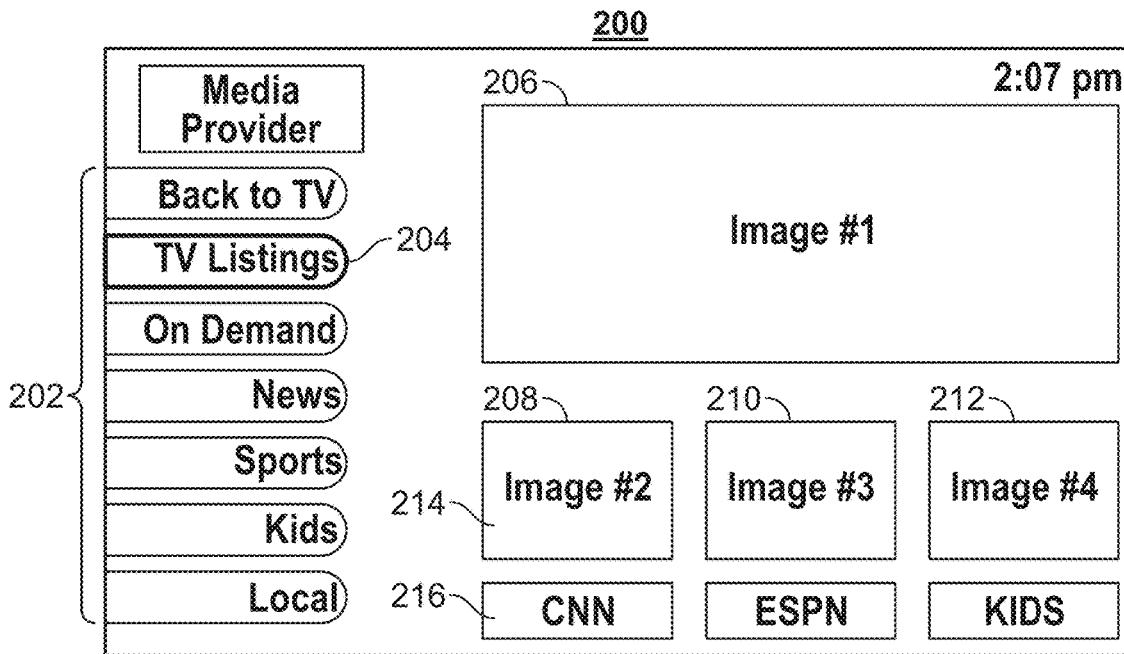 200
Media
Provider
2:07 pm
206
Image #1
Back to TV
TV Listings
204
On Demand
News
Sports
Kids
Local
202
208
210
212
Image #2
Image #3
Image #4
214
216
CNN
ESPN
KIDS